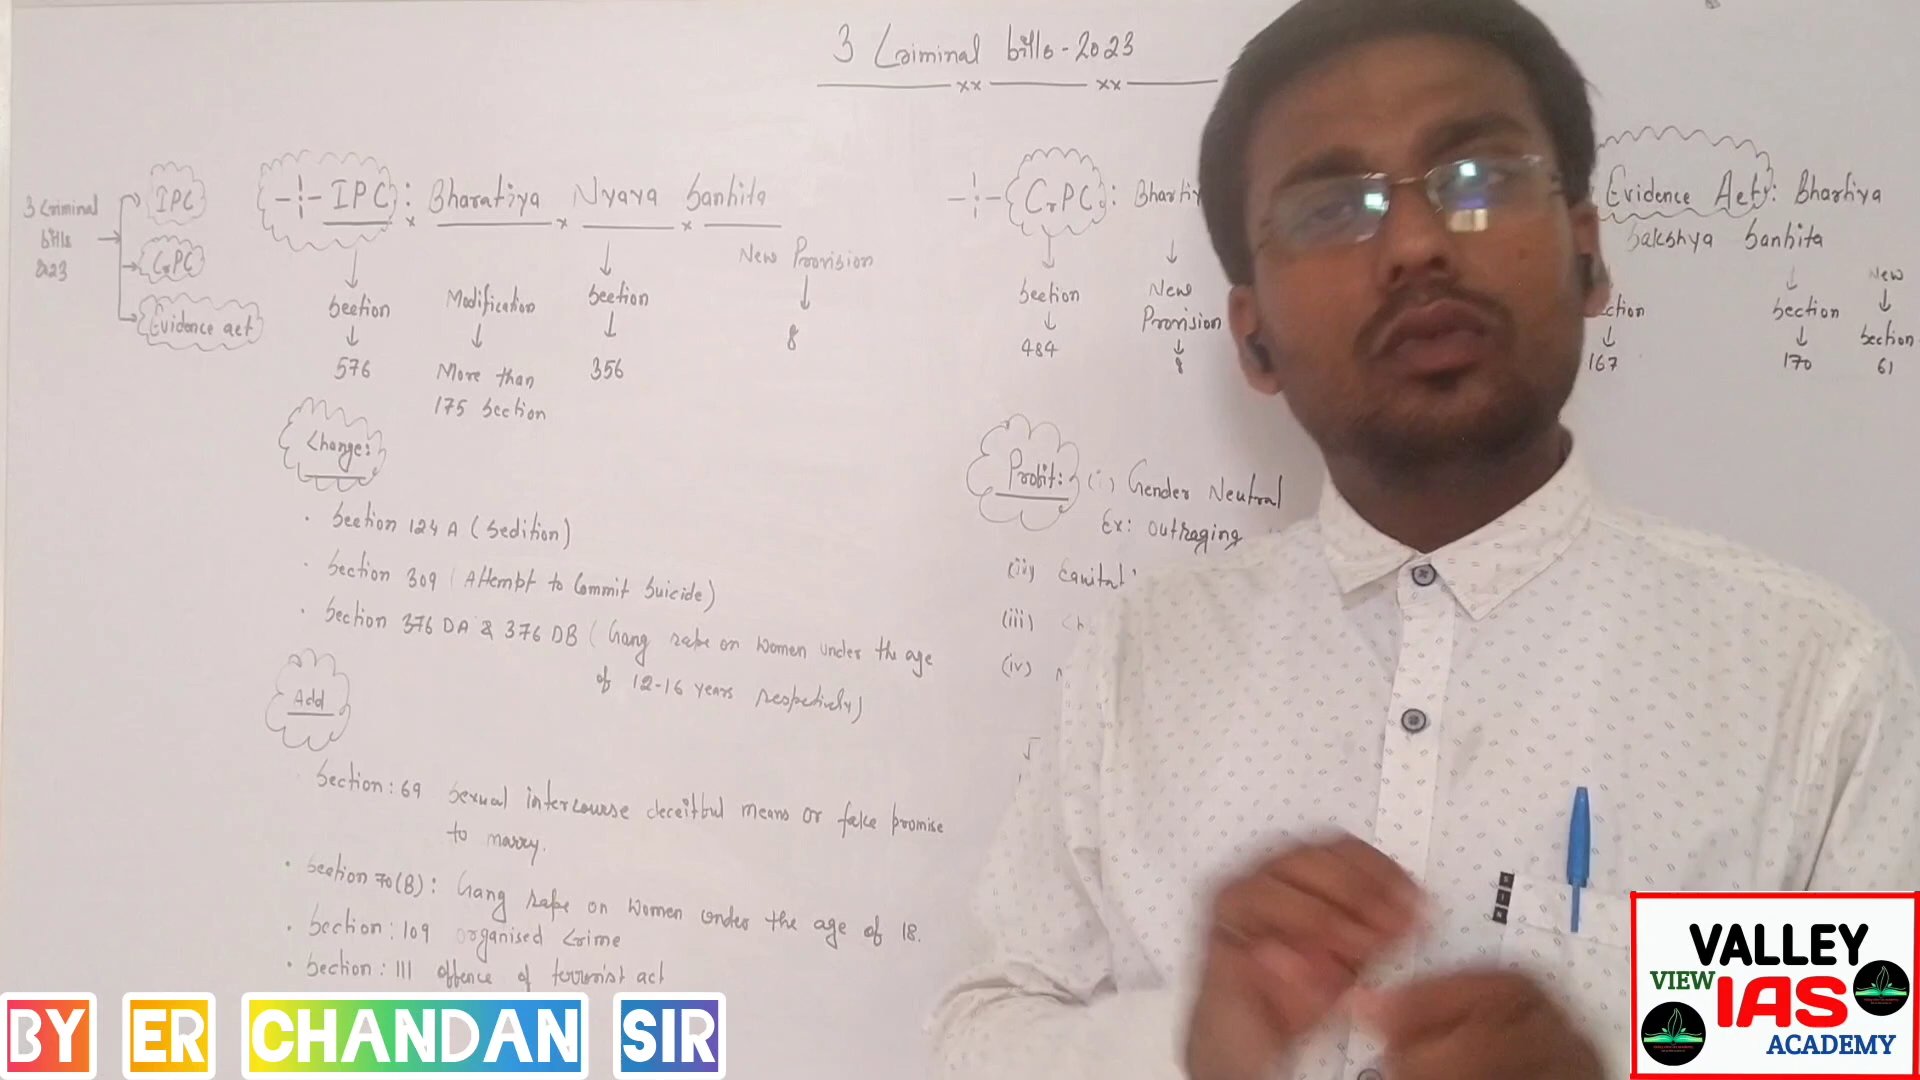 3 Criminal bills-2023
xx xx
3 Criminal
bills
2023
IPC
CrPC
Evidence act
IPC: Bharatiya Nyaya Sanhita
x x x
Section
576
Modification
More than
175 Section
Section
356
New Provision
8
Change:
· Section 124 A (Sedition)
· Section 309 (Attempt to Commit Suicide)
· Section 376 DA & 376 DB (Gang rape on women under the age
of 12-16 years respectively)
Add
Section: 69 Sexual intercourse deceitful means or fake promise
to marry.
· Section 70(B): Gang rape on women under the age of 18.
· Section: 109 organised Crime
· Section: 111 offence of terrorist act
CrPC: Bhartiy
Section
484
New
Provision
8
Profit: (i) Gender Neutral
Ex: outraging
(ii)
(iii)
(iv)
Evidence Act: Bhartiya
Sakshya Sanhita
ction
167
Section
170
New
Section
61
BY ER CHANDAN SIR
VALLEY
VIEW IAS
ACADEMY